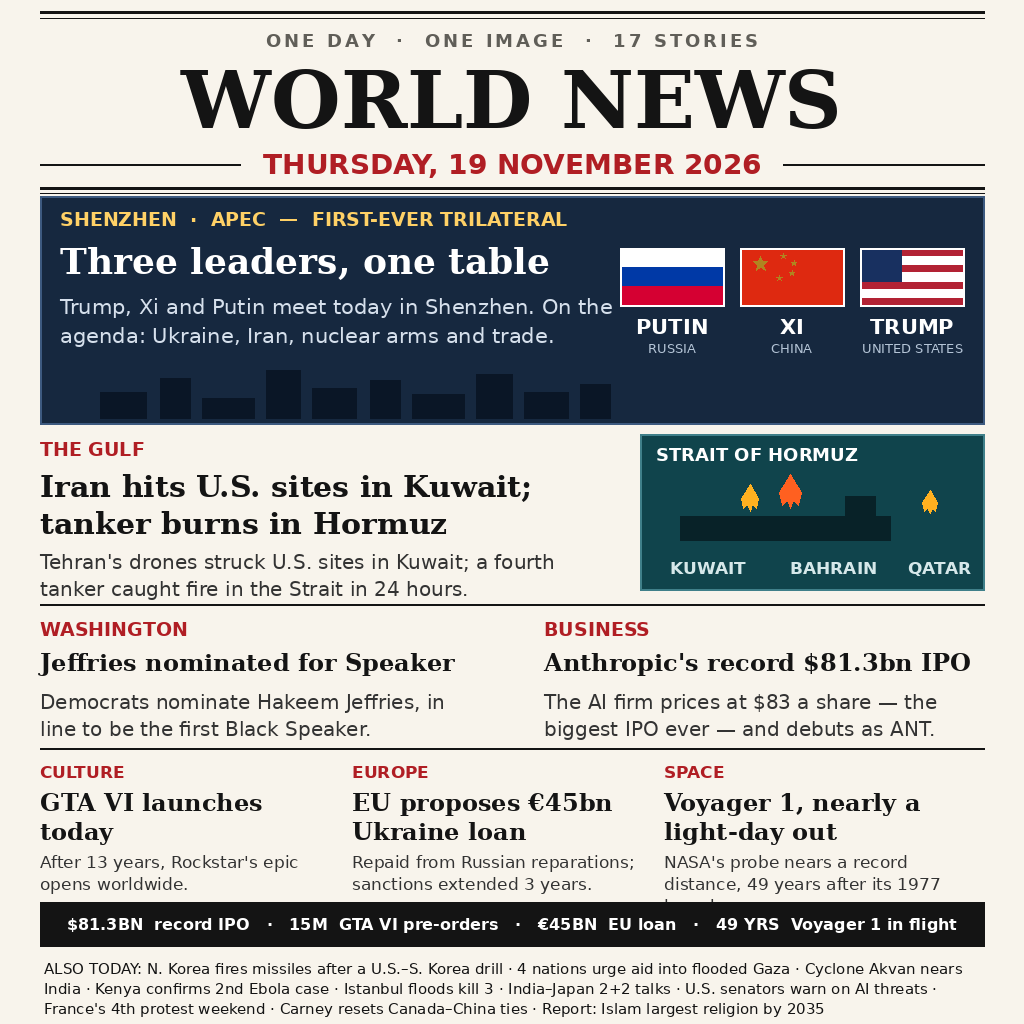 ONE DAY · ONE IMAGE · 17 STORIES
WORLD NEWS
THURSDAY, 19 NOVEMBER 2026
SHENZHEN · APEC — FIRST-EVER TRILATERAL
Three leaders, one table
Trump, Xi and Putin meet today in Shenzhen. On the
agenda: Ukraine, Iran, nuclear arms and trade.
PUTIN
RUSSIA
XI
CHINA
TRUMP
UNITED STATES
THE GULF
Iran hits U.S. sites in Kuwait;
tanker burns in Hormuz
Tehran's drones struck U.S. sites in Kuwait; a fourth
tanker caught fire in the Strait in 24 hours.
STRAIT OF HORMUZ
KUWAIT
BAHRAIN
QATAR
WASHINGTON
Jeffries nominated for Speaker
Democrats nominate Hakeem Jeffries, in
line to be the first Black Speaker.
BUSINESS
Anthropic's record $81.3bn IPO
The AI firm prices at $83 a share — the
biggest IPO ever — and debuts as ANT.
CULTURE
GTA VI launches
today
After 13 years, Rockstar's epic
opens worldwide.
EUROPE
EU proposes €45bn
Ukraine loan
Repaid from Russian reparations;
sanctions extended 3 years.
SPACE
Voyager 1, nearly a
light-day out
NASA's probe nears a record
distance, 49 years after its 1977
$81.3BN record IPO · 15M GTA VI pre-orders · €45BN EU loan · 49 YRS Voyager 1 in flight
ALSO TODAY: N. Korea fires missiles after a U.S.–S. Korea drill · 4 nations urge aid into flooded Gaza · Cyclone Akvan nears
India · Kenya confirms 2nd Ebola case · Istanbul floods kill 3 · India–Japan 2+2 talks · U.S. senators warn on AI threats ·
France's 4th protest weekend · Carney resets Canada–China ties · Report: Islam largest religion by 2035